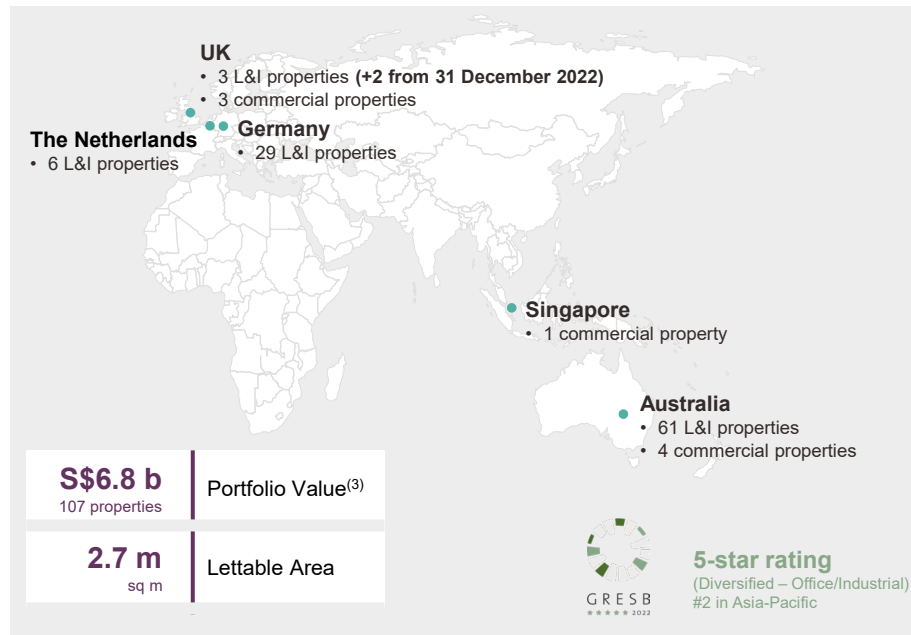 UK
• 3 L&I properties (+2 from 31 December 2022)
• 3 commercial properties
The Netherlands
• 6 L&I properties
Germany
• 29 L&I properties
Singapore
• 1 commercial property
Australia
• 61 L&I properties
• 4 commercial properties
S$6.8 b
107 properties
Portfolio Value(3)
2.7 m
sq m
Lettable Area
G R E S B
★★★★★ 2022
5-star rating
(Diversified – Office/Industrial)
#2 in Asia-Pacific